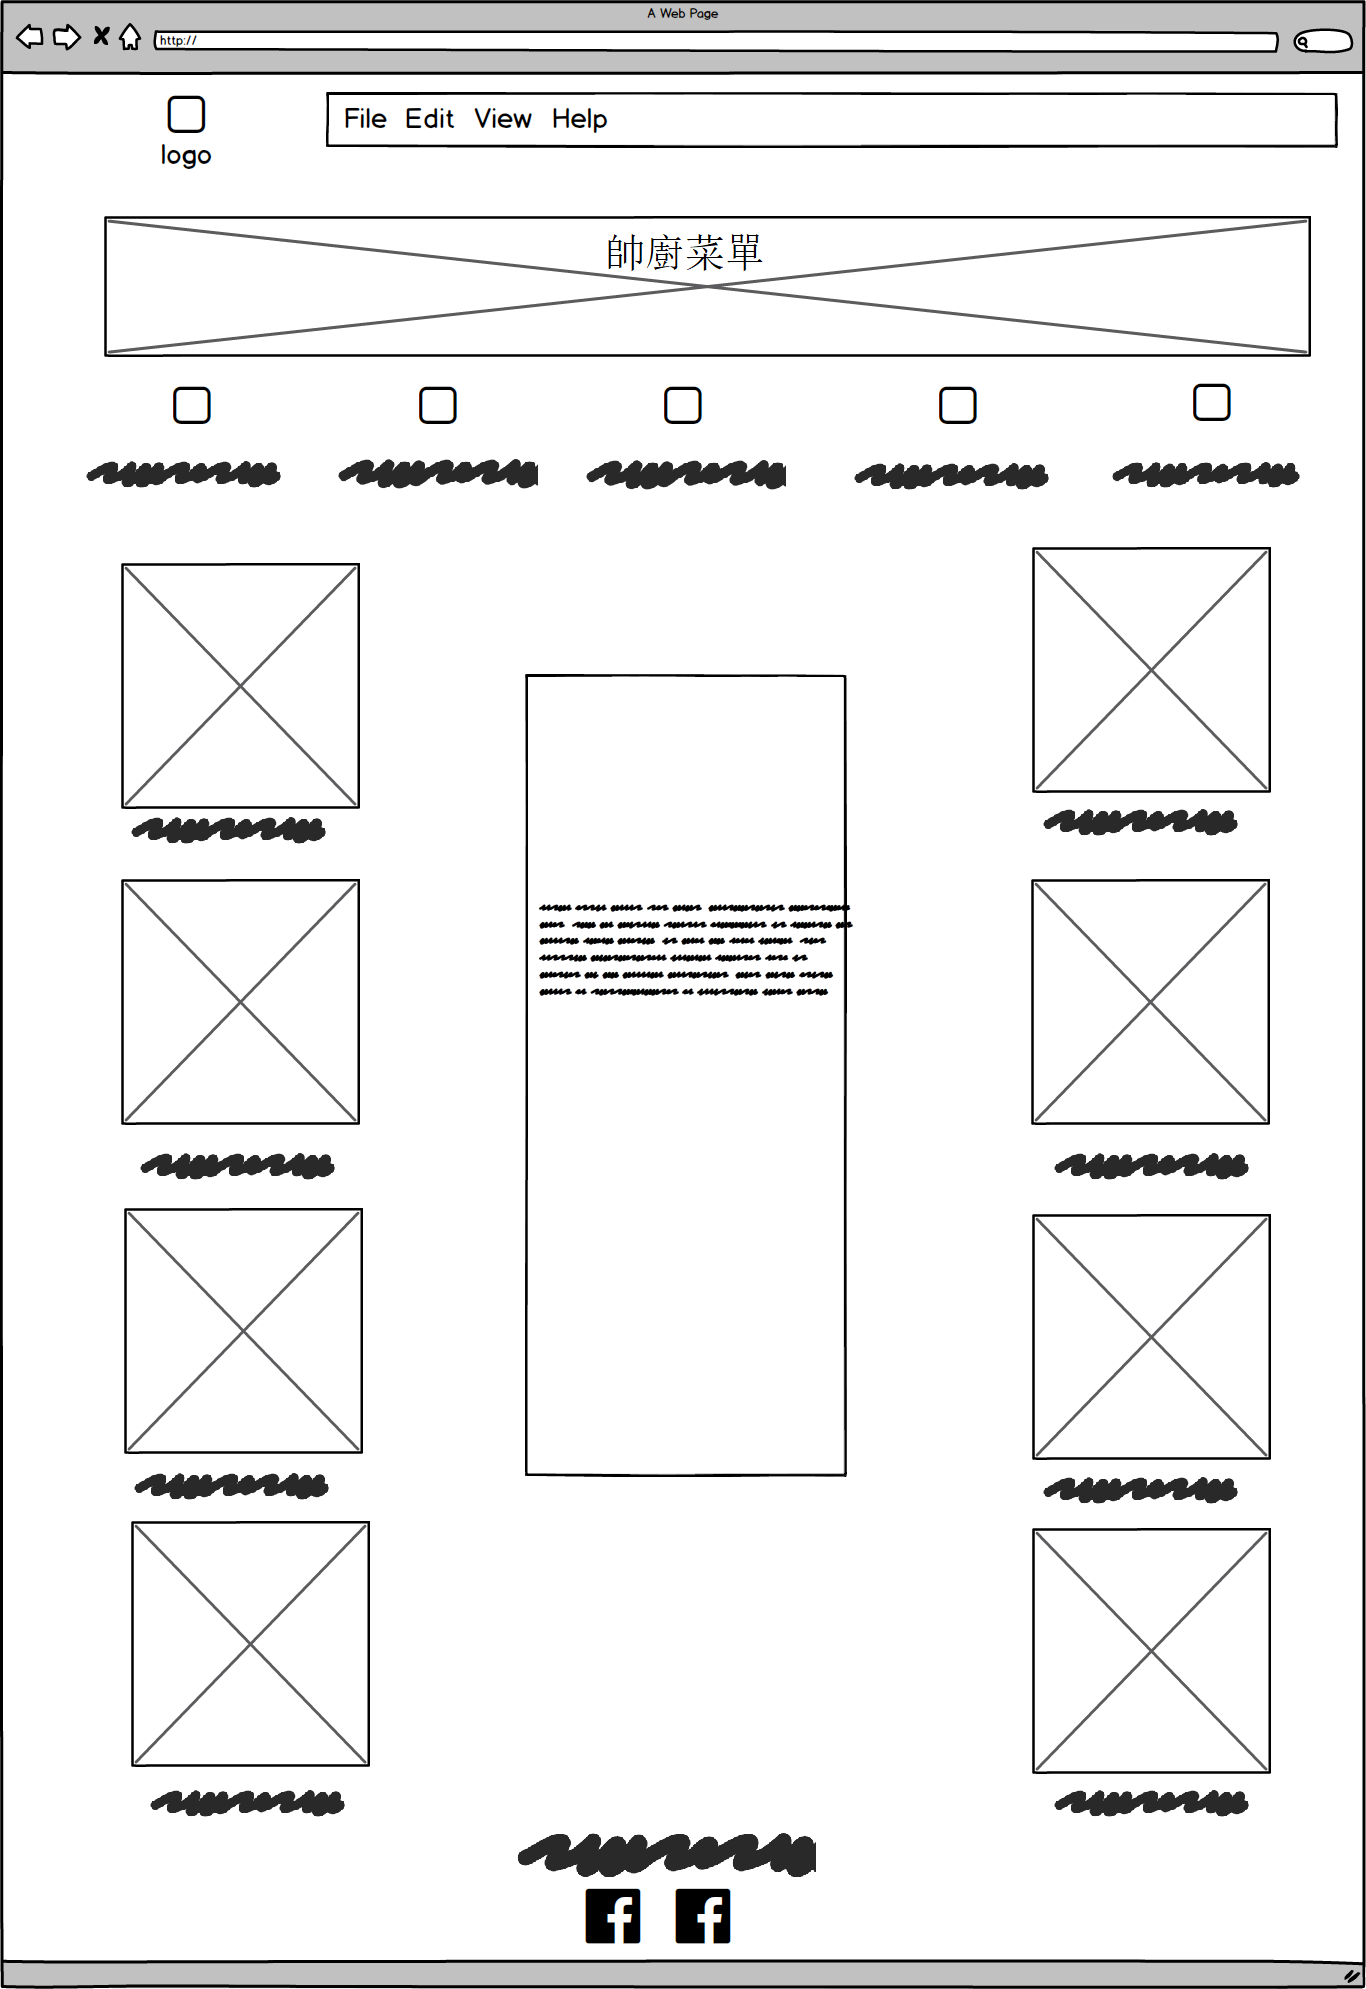 A Web Page
http://
File Edit View Help
logo
帥廚菜單